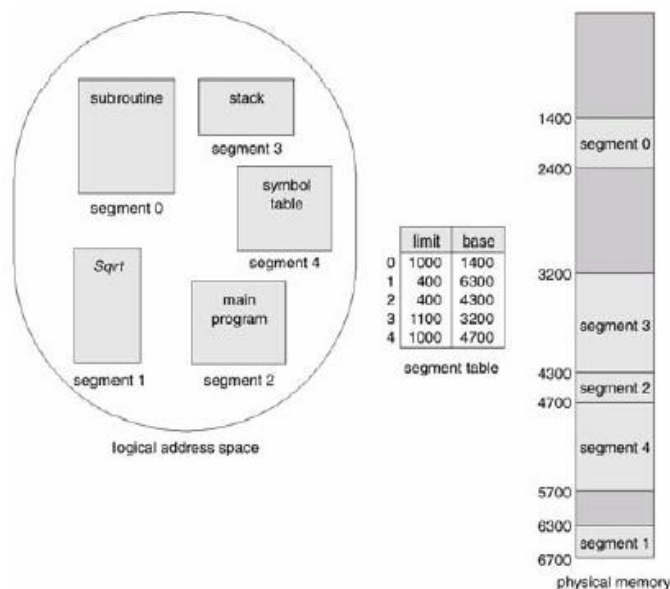 subroutine
segment 0
stack
segment 3
symbol
table
segment 4
Sqrt
segment 1
main
program
segment 2
logical address space
limit base
0 1000 1400
1 400 6300
2 400 4300
3 1100 3200
4 1000 4700
segment table
1400
segment 0
2400
3200
segment 3
4300
segment 2
4700
segment 4
5700
6300
segment 1
6700
physical memory